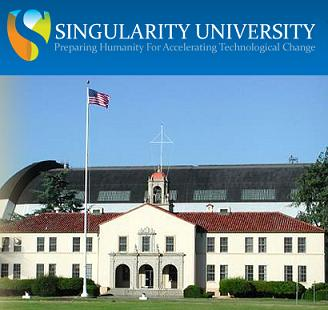 SINGULARITY UNIVERSITY
Preparing Humanity For Accelerating Technological Change